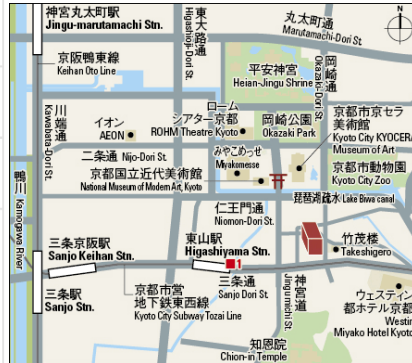 神宮丸太町駅
Jingu-marutamachi Stn.
東大路通
Higashioji-Dori St.
丸太町通
Marutamachi-Dori St.
N
京阪鴨東線
Keihan Oto Line
平安神宮
Heian-Jingu Shrine
岡崎通
Okazaki-Dori St.
川端通
Kawabata-Dori St.
イオン
AEON
ローム
シアター京都
ROHM Theatre Kyoto
岡崎公園
Okazaki Park
京都市京セラ
美術館
Kyoto City KYOCERA
Museum of Art
二条通 Nijo-Dori St.
みやこめっせ
Miyakomesse
京都国立近代美術館
National Museum of Modern Art, Kyoto
京都市動物園
Kyoto City Zoo
琵琶湖疏水 Lake Biwa canal
鴨川 Kamogawa River
仁王門通
Niomon-Dori St.
三条京阪駅
Sanjo Keihan Stn.
東山駅
Higashiyama Stn.
1
竹茂楼
Takeshigero
三条駅
Sanjo Stn.
京都市営
地下鉄東西線
Kyoto City Subway Tozai Line
三条通
Sanjo Dori St.
神宮道
Jingumichi St.
ウェスティン
都ホテル京都
Westin
Miyako Hotel Kyoto
知恩院
Chion-in Temple